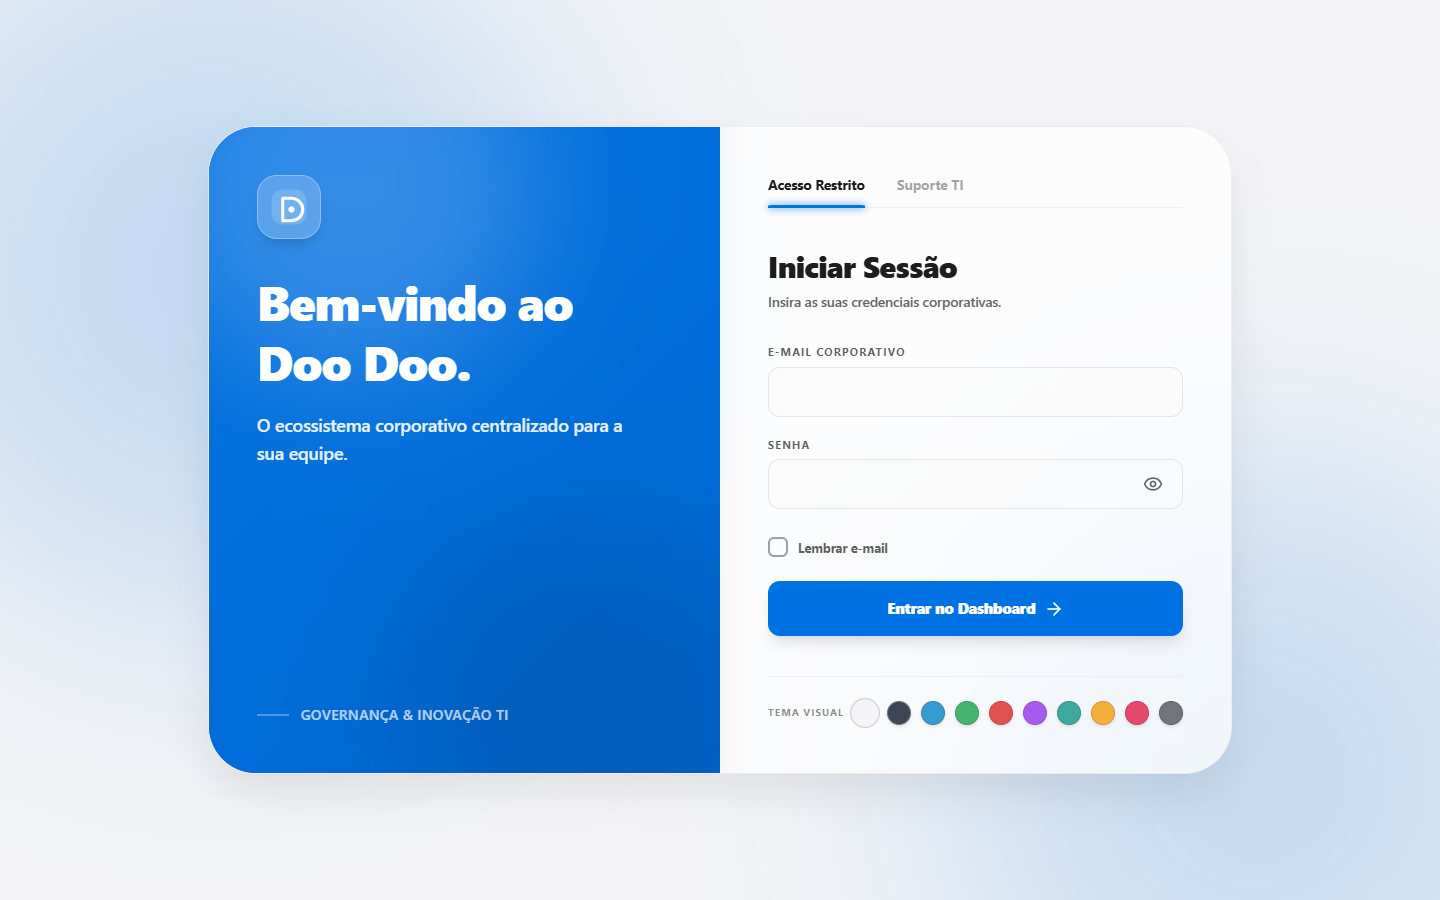 D
Bem-vindo ao
Doo Doo.
O ecossistema corporativo centralizado para a
sua equipe.
GOVERNANÇA & INOVAÇÃO TI
Acesso Restrito
Suporte TI
Iniciar Sessão
Insira as suas credenciais corporativas.
E-MAIL CORPORATIVO
SENHA
Lembrar e-mail
Entrar no Dashboard
TEMA VISUAL